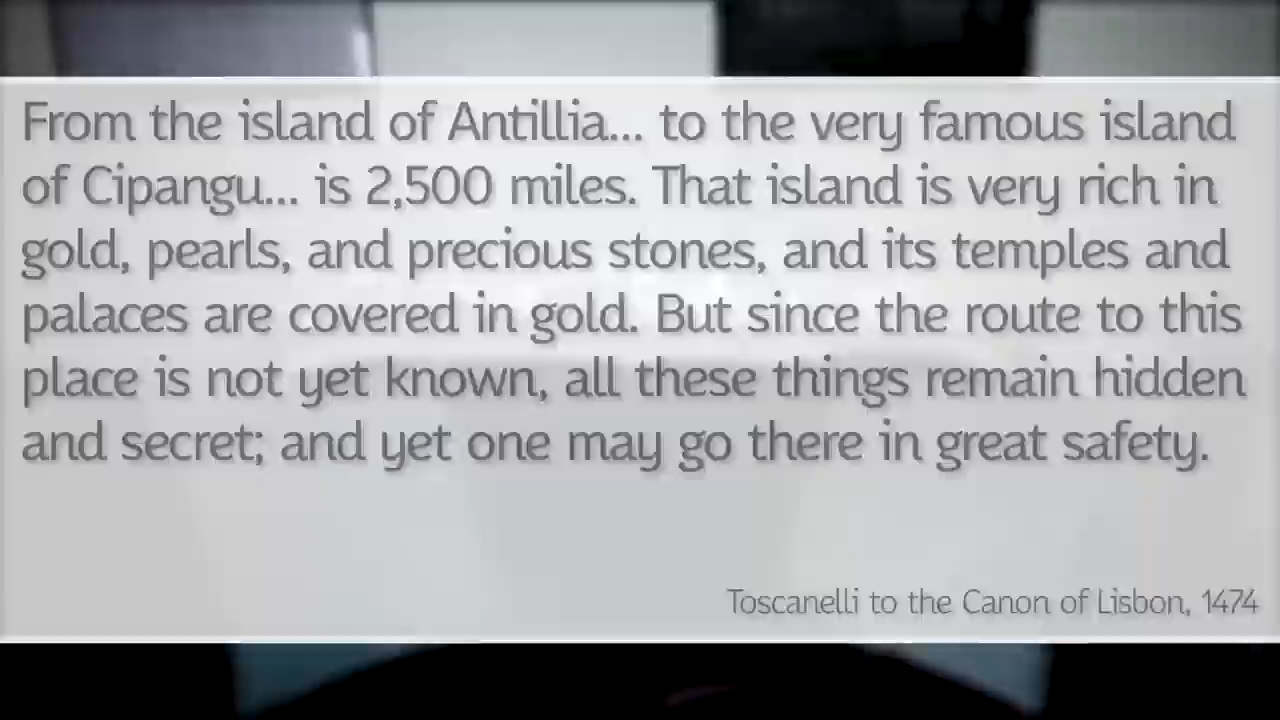 From the island of Antillia... to the very famous island
of Cipangu... is 2,500 miles. That island is very rich in
gold, pearls, and precious stones, and its temples and
palaces are covered in gold. But since the route to this
place is not yet known, all these things remain hidden
and secret; and yet one may go there in great safety.
Toscanelli to the Canon of Lisbon, 1474